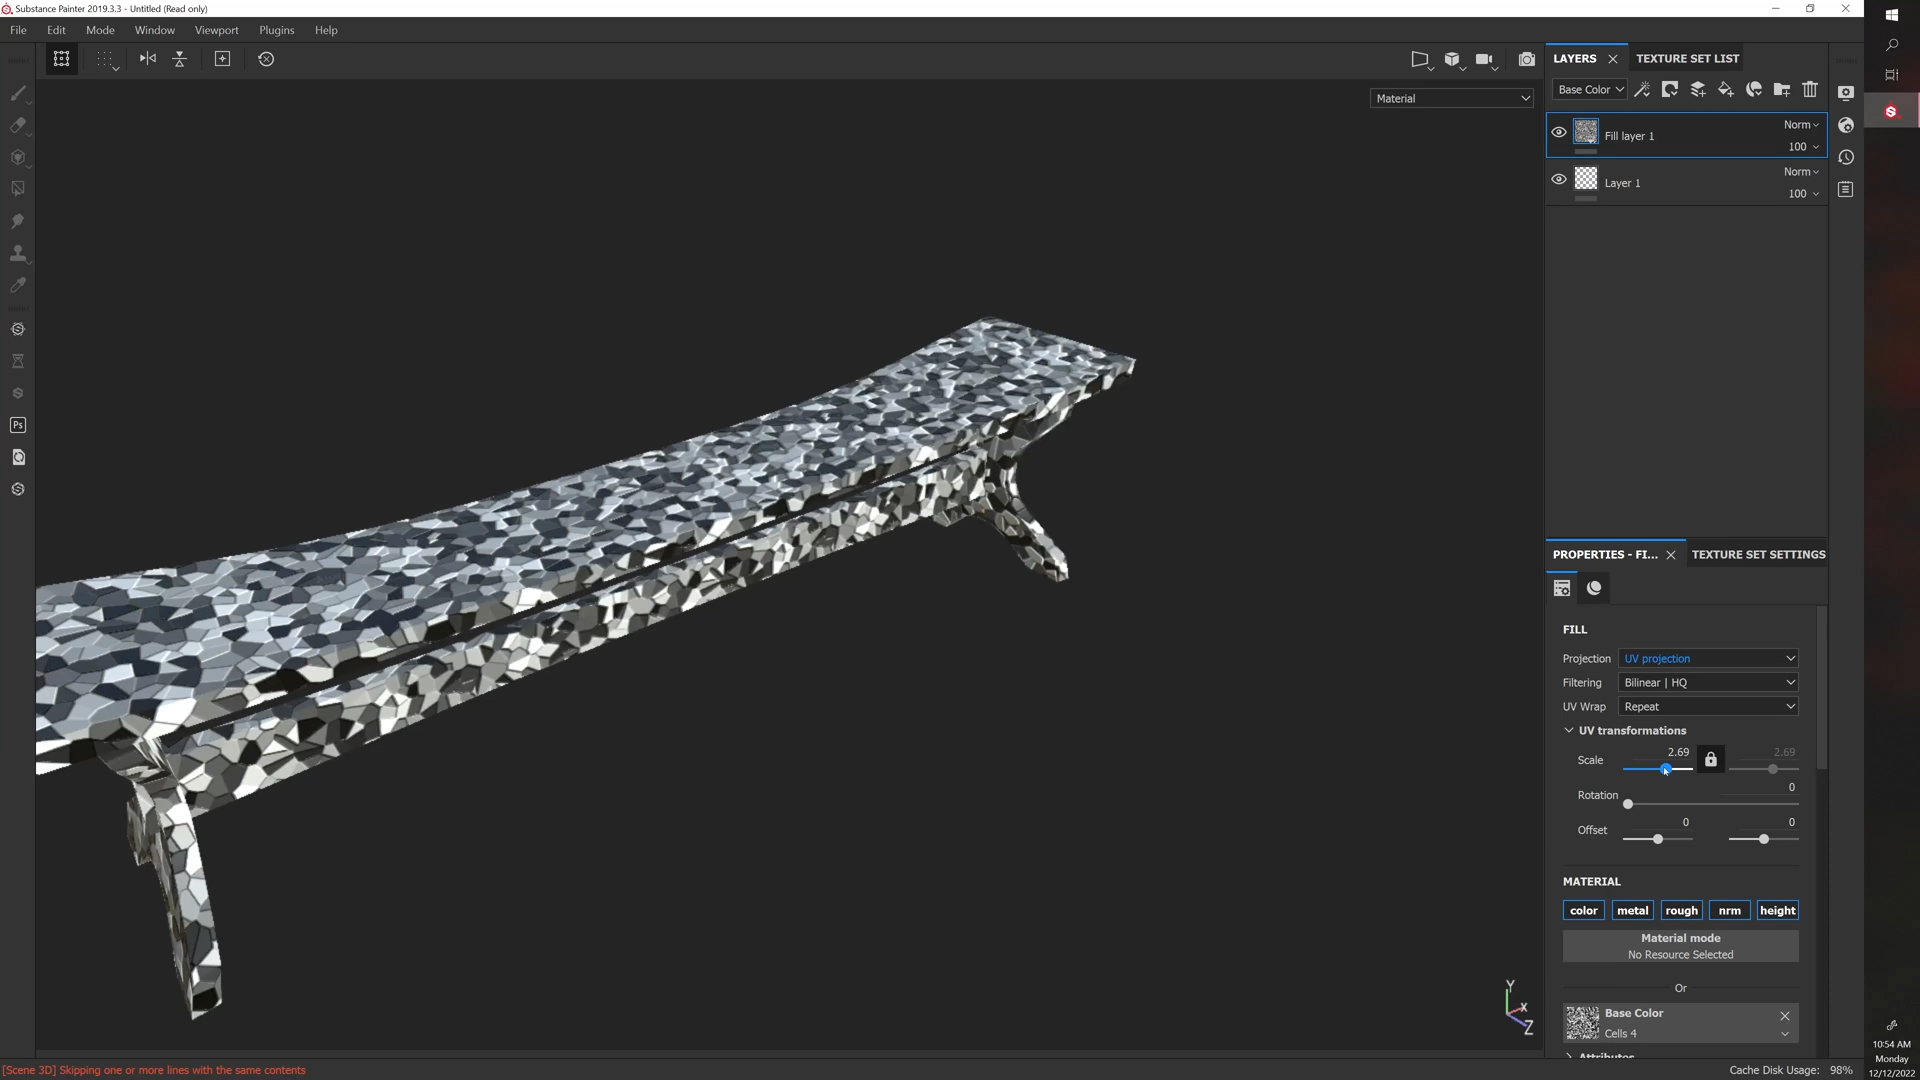 Substance Painter 2019.3.3 - Untitled (Read only)
File Edit Mode Window Viewport Plugins Help
Material
LAYERS TEXTURE SET LIST
Base Color
Fill layer 1 Norm
100
Layer 1 Norm
100
Ps
PROPERTIES - FI... TEXTURE SET SETTINGS
FILL
Projection UV projection
Filtering Bilinear | HQ
UV Wrap Repeat
UV transformations
Scale 2.69 2.69
Rotation 0
Offset 0 0
MATERIAL
color metal rough nrm height
Material mode
No Resource Selected
Or
Base Color
Cells 4
Attributes
Y
X
Z
[Scene 3D] Skipping one or more lines with the same contents
Cache Disk Usage: 98%
10:54 AM
Monday
12/12/2022